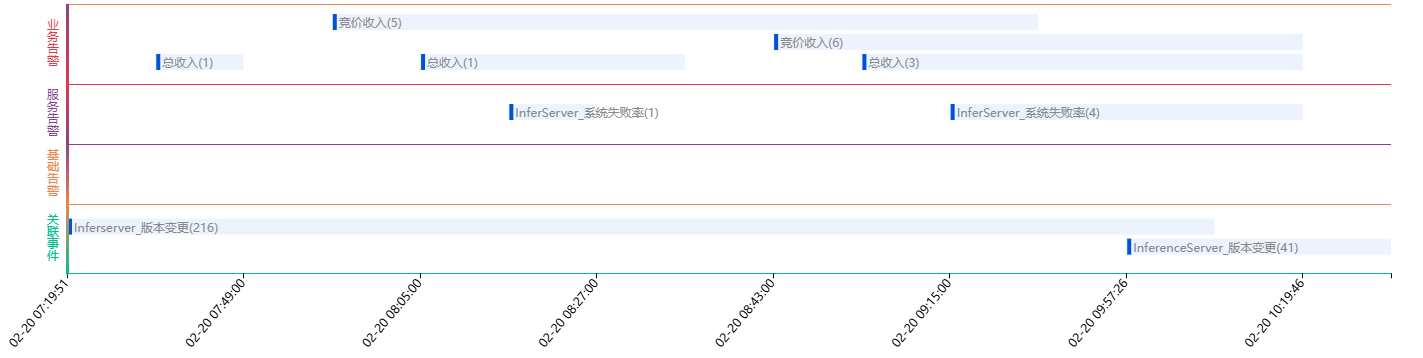 业务告警
竞价收入(5)
竞价收入(6)
总收入(1)
总收入(1)
总收入(3)
服务告警
InferServer_系统失败率(1)
InferServer_系统失败率(4)
基础告警
关联事件
Inferserver_版本变更(216)
InferenceServer_版本变更(41)
02-20 07:19:51
02-20 07:49:00
02-20 08:05:00
02-20 08:27:00
02-20 08:43:00
02-20 09:15:00
02-20 09:57:26
02-20 10:19:46